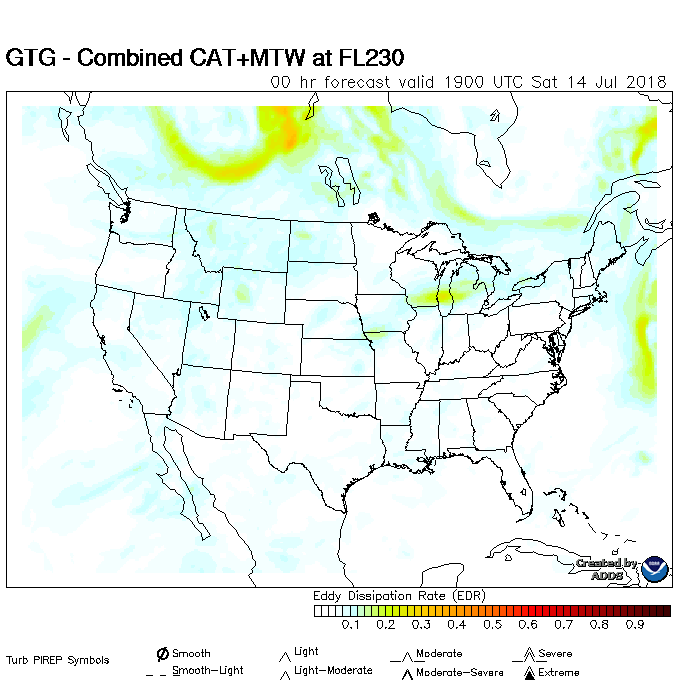 GTG - Combined CAT+MTW at FL230
00 hr forecast valid 1900 UTC Sat 14 Jul 2018
Created by
ADDS
Eddy Dissipation Rate (EDR)
0.1 0.2 0.3 0.4 0.5 0.6 0.7 0.8 0.9
Turb PIREP Symbols
Smooth Light Moderate Severe
Smooth-Light Light-Moderate Moderate-Severe Extreme